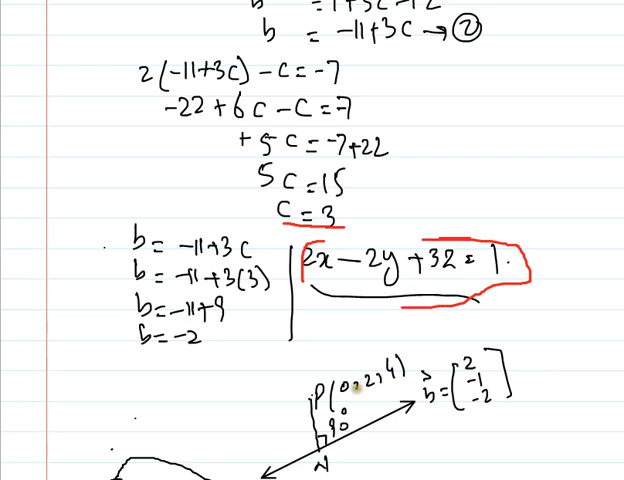 b = -11+3c → ②
2(-11+3c) -c = -7
-22 + 6c - c = 7
+ 5 c = -7+22
5c = 15
c = 3
b = -11+3c
b = -11+3(3)
b = -11+9
b = -2
2x - 2y + 3z = 1.
P(0,2,4)
b = [2 -1 -2]
90°
N